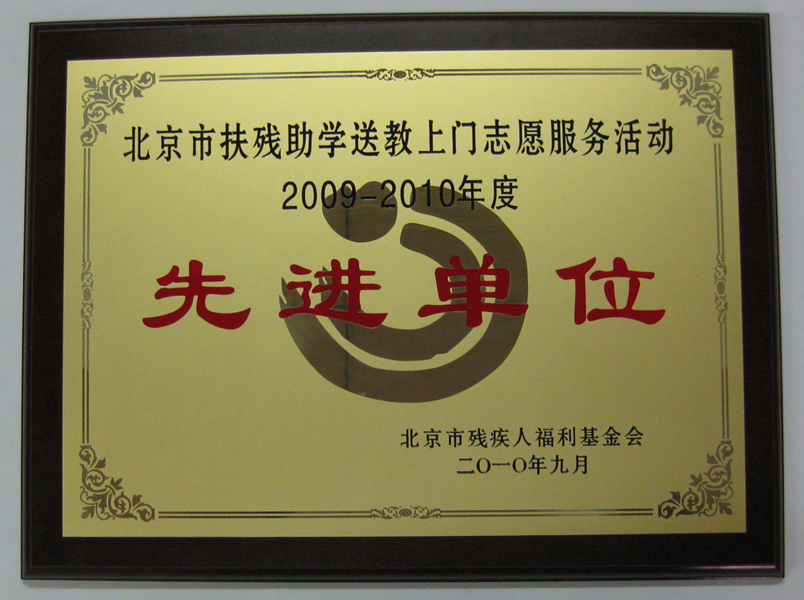 北京市扶残助学送教上门志愿服务活动
2009-2010年度
先进单位
北京市残疾人福利基金会
二〇一〇年九月